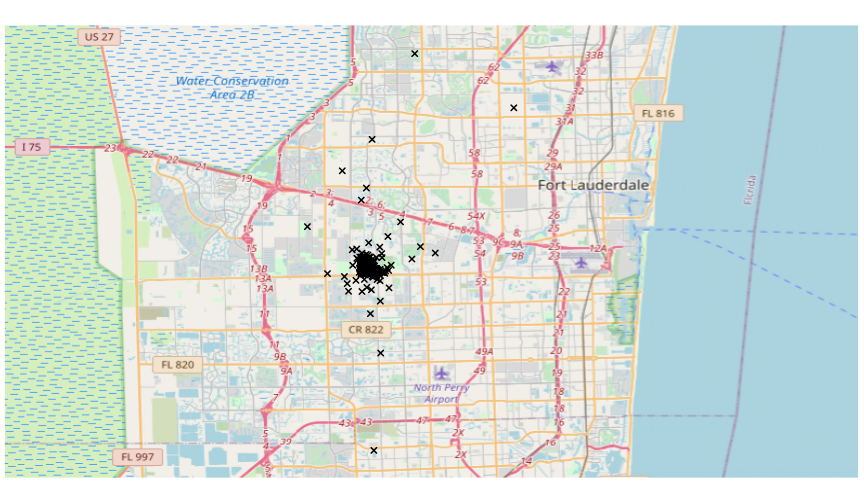 US 27
5
5
62
62
33B
32
32
31
31A
Water Conservation
Area 2B
3
3
1
1
FL 816
I 75
23
22
22
21
19
2
3
4
2
6
3
5
4
7
6
8
7
58
58
29
29A
Fort Lauderdale
Florida
19
15
15
54X
53
54
53
9C
8
9A
9B
26
25
25
23
12A
13B
13A
13A
11
11
22
21
21
20
19
18
18
16
16
CR 822
FL 820
9B
9A
7
49A
49
North Perry
Airport
43
43
47
47
2X
2X
5
4
5
39
14
FL 997